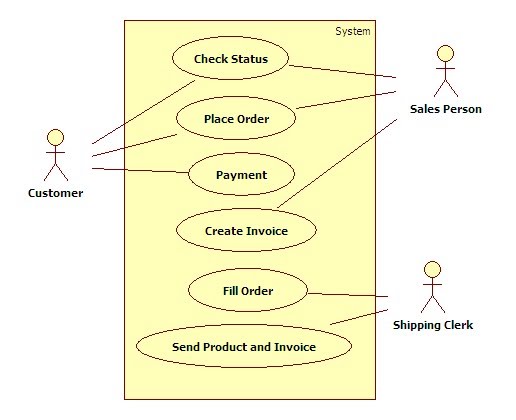 System
Check Status
Sales Person
Place Order
Customer
Payment
Create Invoice
Fill Order
Shipping Clerk
Send Product and Invoice